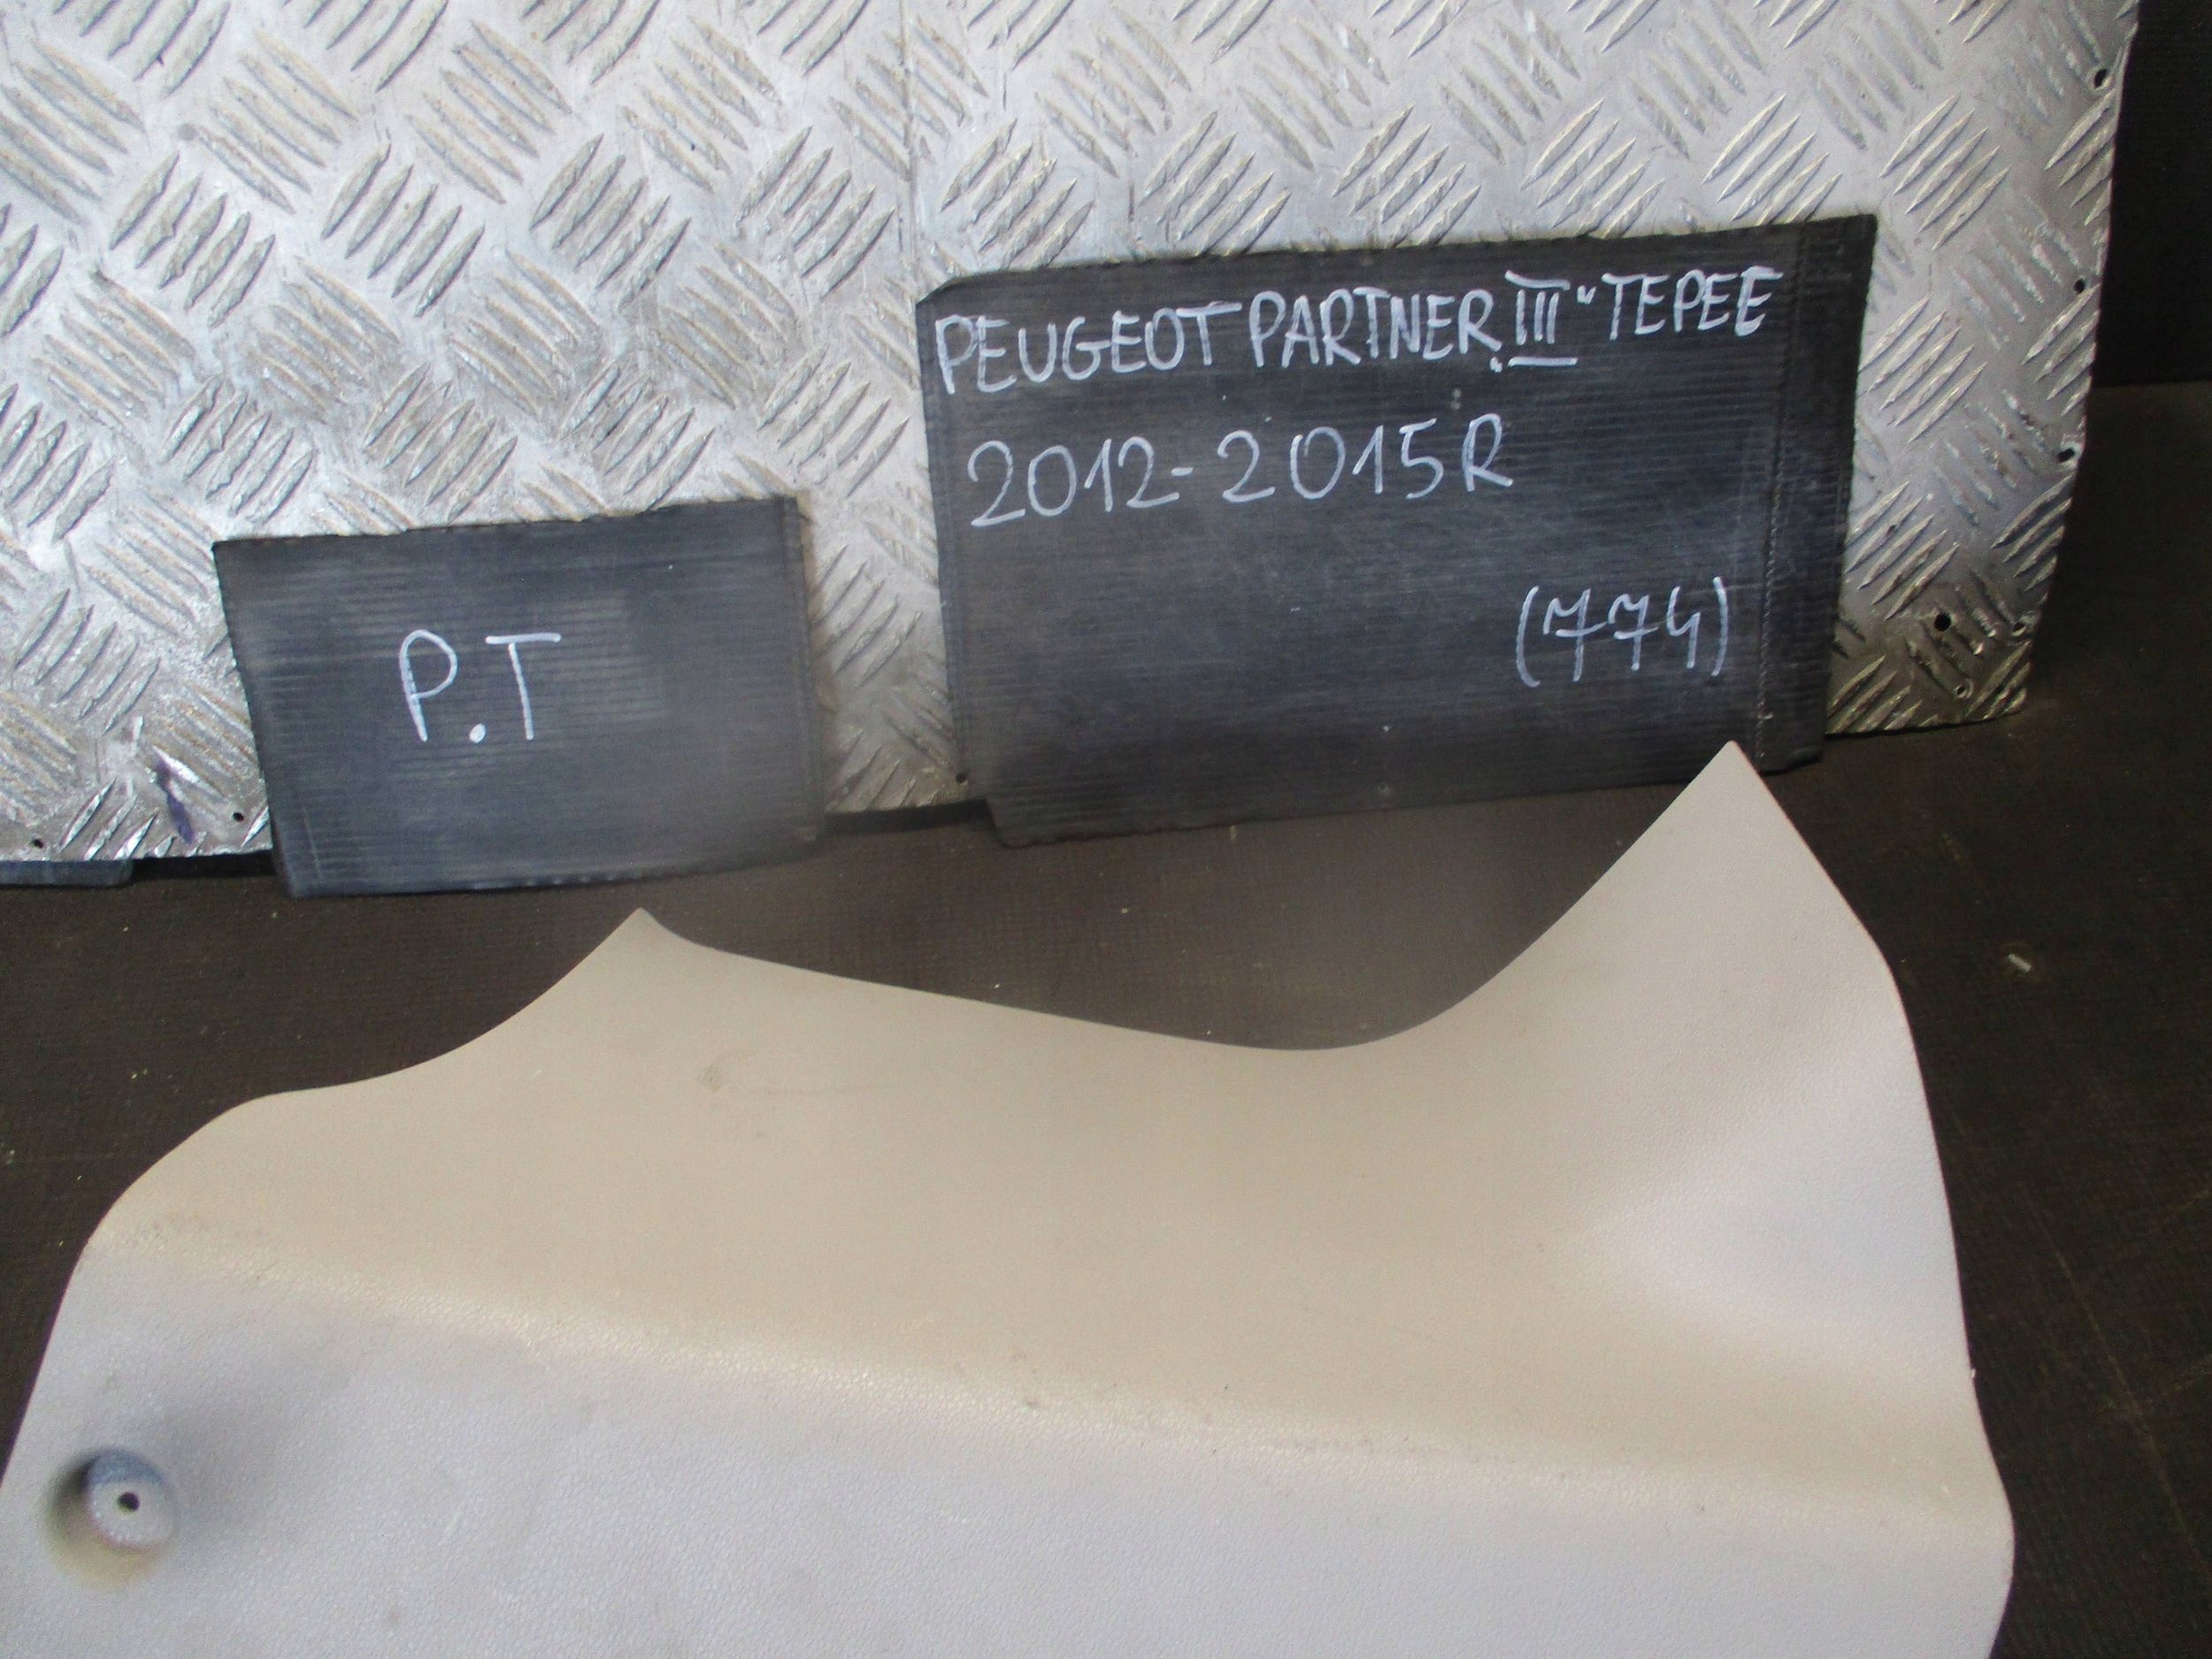 PEUGEOT PARTNER „III" TEPEE
2012-2015R
(774)
P.T